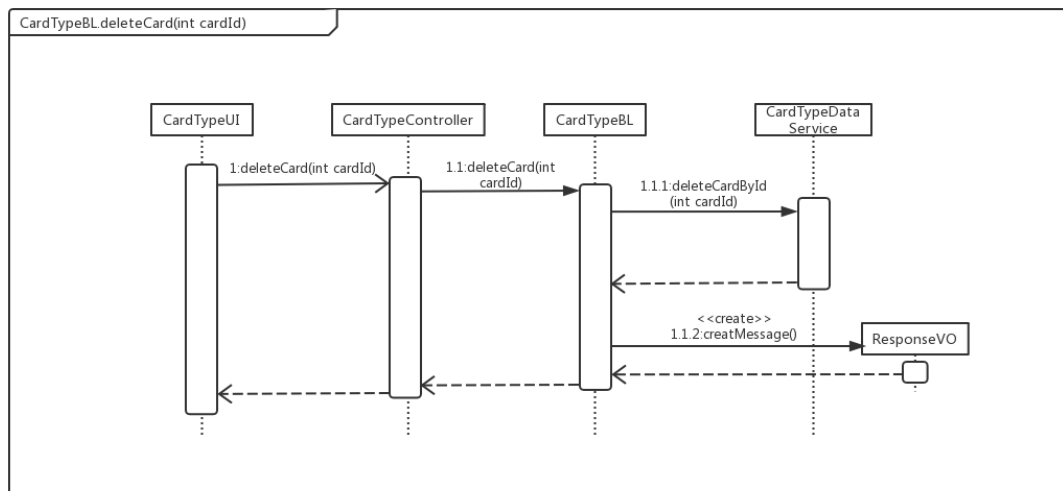 CardTypeBL.deleteCard(int cardId)
CardTypeUI
CardTypeController
CardTypeBL
CardTypeData
Service
1:deleteCard(int cardId)
1.1:deleteCard(int
cardId)
1.1.1:deleteCardById
(int cardId)
<<create>>
1.1.2:creatMessage()
ResponseVO